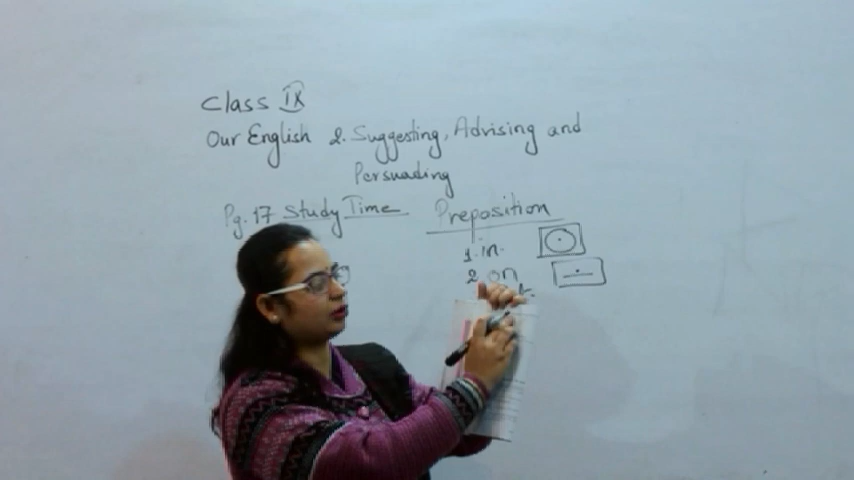 Class IX
Our English 2. Suggesting, Advising and
Persuading
Pg. 17 Study Time
Preposition
1. in.
2. on